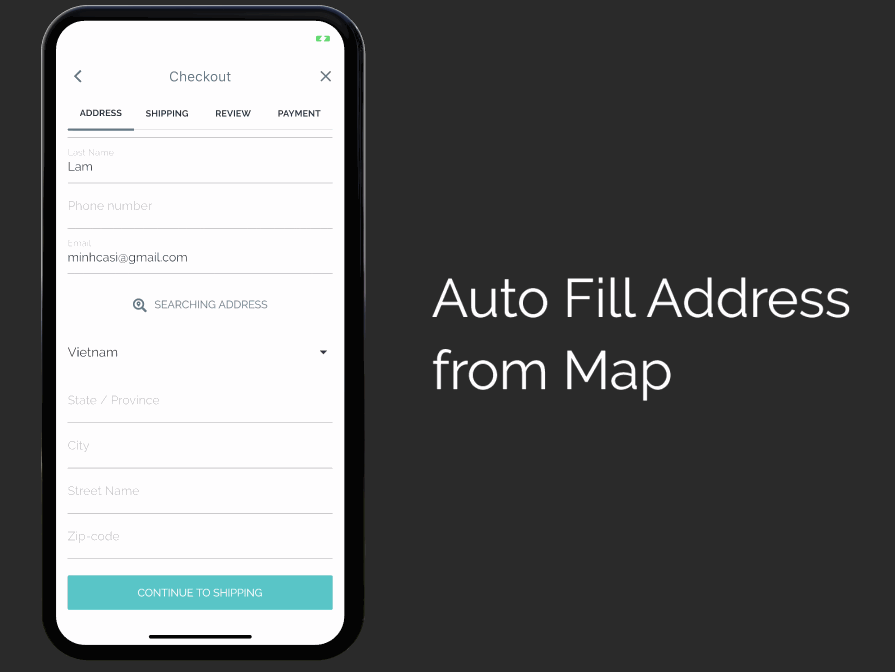 Checkout
ADDRESS SHIPPING REVIEW PAYMENT
Last Name
Lam
Phone number
Email
minhcasi@gmail.com
SEARCHING ADDRESS
Vietnam
State / Province
City
Street Name
Zip-code
CONTINUE TO SHIPPING
Auto Fill Address
from Map